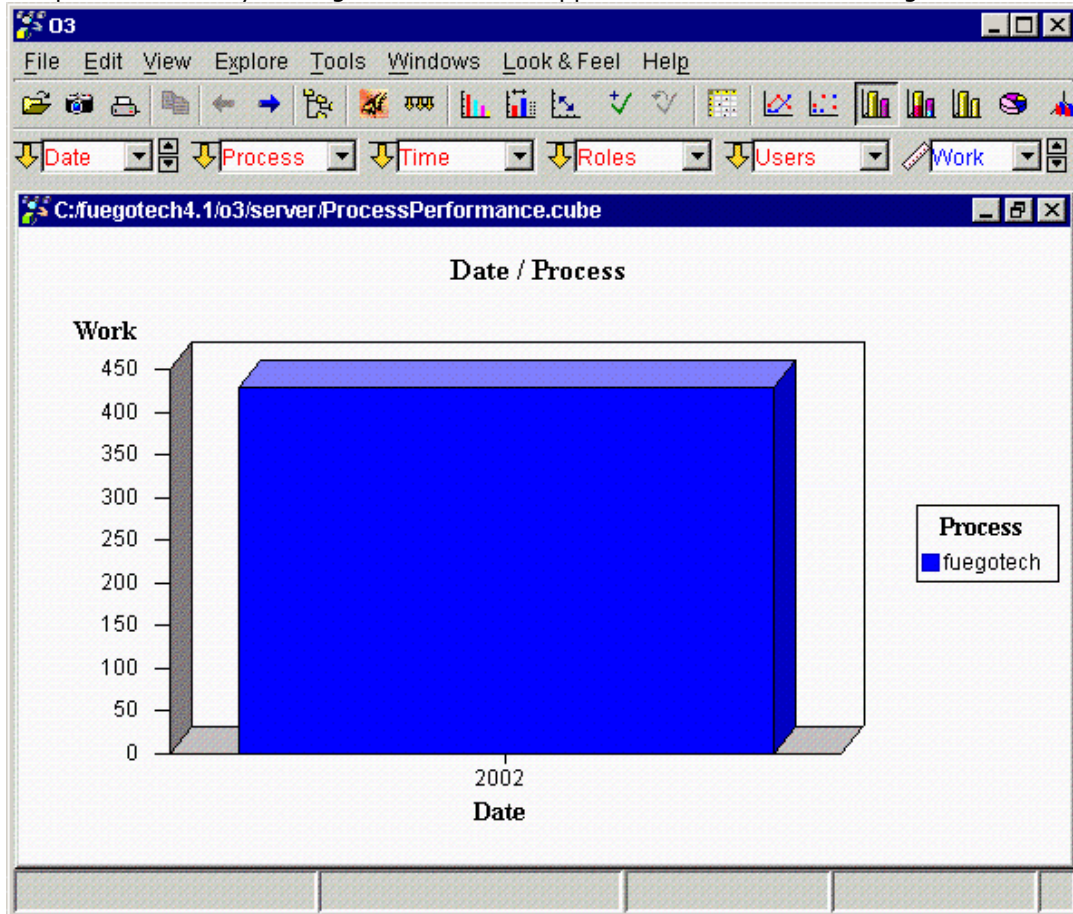 O3
File Edit View Explore Tools Windows Look & Feel Help
Date Process Time Roles Users Work
C:/fuegotech4.1/o3/server/ProcessPerformance.cube
Date / Process
Work
450
400
350
300
250
200
150
100
50
0
2002
Date
Process
fuegotech